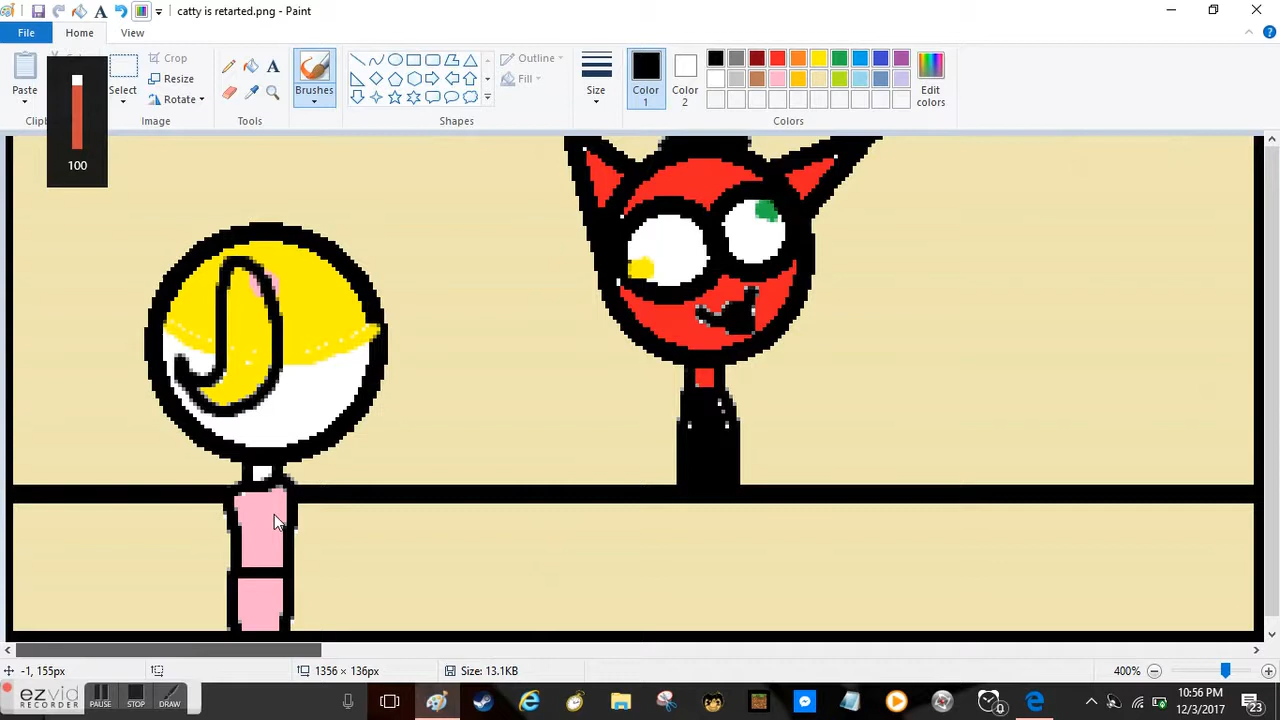 catty is retarted.png - Paint
File Home View
Paste
Select
Crop
Resize
Rotate
Brushes
Outline
Fill
Size
Color 1
Color 2
Edit colors
Image Tools Shapes Colors
100
-1, 155px
1356 × 136px
Size: 13.1KB
400%
ezvid
RECORDER
PAUSE STOP DRAW
10:56 PM
12/3/2017
23